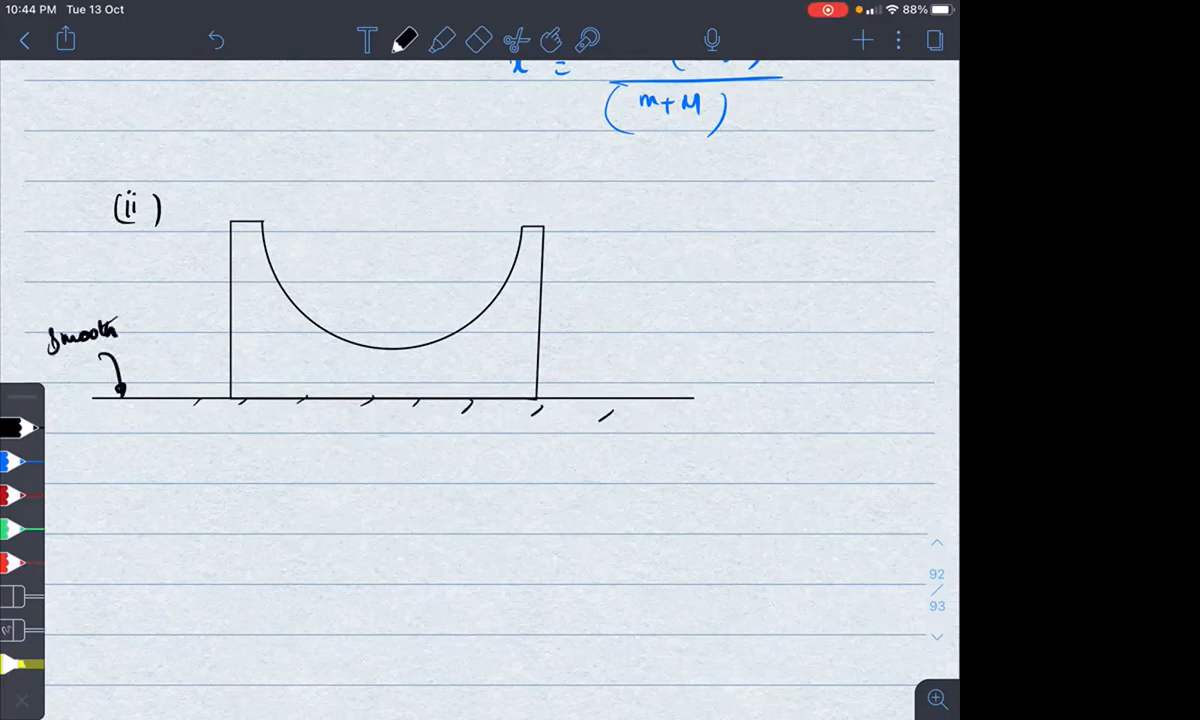 10:44 PM Tue 13 Oct
88%
T
(m+M)
(ii)
Smooth
92
/
93